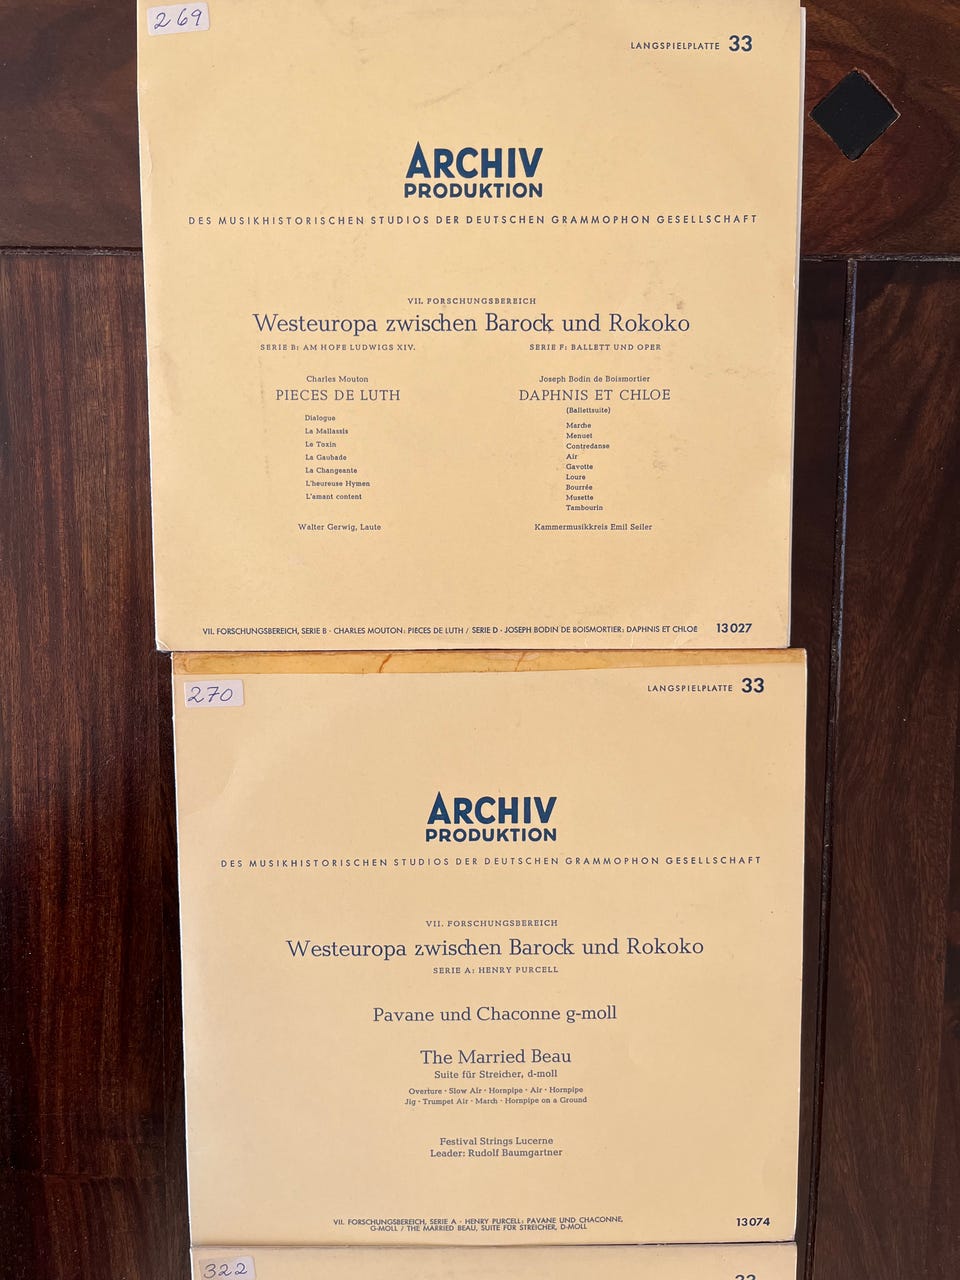 269
LANGSPIELPLATTE 33
ARCHIV
PRODUKTION
DES MUSIKHISTORISCHEN STUDIOS DER DEUTSCHEN GRAMMOPHON GESELLSCHAFT
VII. FORSCHUNGSBEREICH
Westeuropa zwischen Barock und Rokoko
SERIE B: AM HOFE LUDWIGS XIV.
Charles Mouton
PIECES DE LUTH
Dialogue
La Mallassis
Le Toxin
La Gaubade
La Changeante
L'heureuse Hymen
L'amant content
Walter Gerwig, Laute
SERIE F: BALLETT UND OPER
Joseph Bodin de Boismortier
DAPHNIS ET CHLOE
(Ballettsuite)
Marche
Menuet
Contredanse
Air
Gavotte
Loure
Bourrée
Musette
Tambourin
Kammermusikkreis Emil Seiler
VII. FORSCHUNGSBEREICH, SERIE B · CHARLES MOUTON: PIECES DE LUTH / SERIE D · JOSEPH BODIN DE BOISMORTIER: DAPHNIS ET CHLOE 13027
270
LANGSPIELPLATTE 33
ARCHIV
PRODUKTION
DES MUSIKHISTORISCHEN STUDIOS DER DEUTSCHEN GRAMMOPHON GESELLSCHAFT
VII. FORSCHUNGSBEREICH
Westeuropa zwischen Barock und Rokoko
SERIE A: HENRY PURCELL
Pavane und Chaconne g-moll
The Married Beau
Suite für Streicher, d-moll
Overture · Slow Air · Hornpipe · Air · Hornpipe
Jig · Trumpet Air · March · Hornpipe on a Ground
Festival Strings Lucerne
Leader: Rudolf Baumgartner
VII. FORSCHUNGSBEREICH, SERIE A · HENRY PURCELL: PAVANE UND CHACONNE,
G-MOLL / THE MARRIED BEAU, SUITE FÜR STREICHER, D-MOLL
13074
322
33